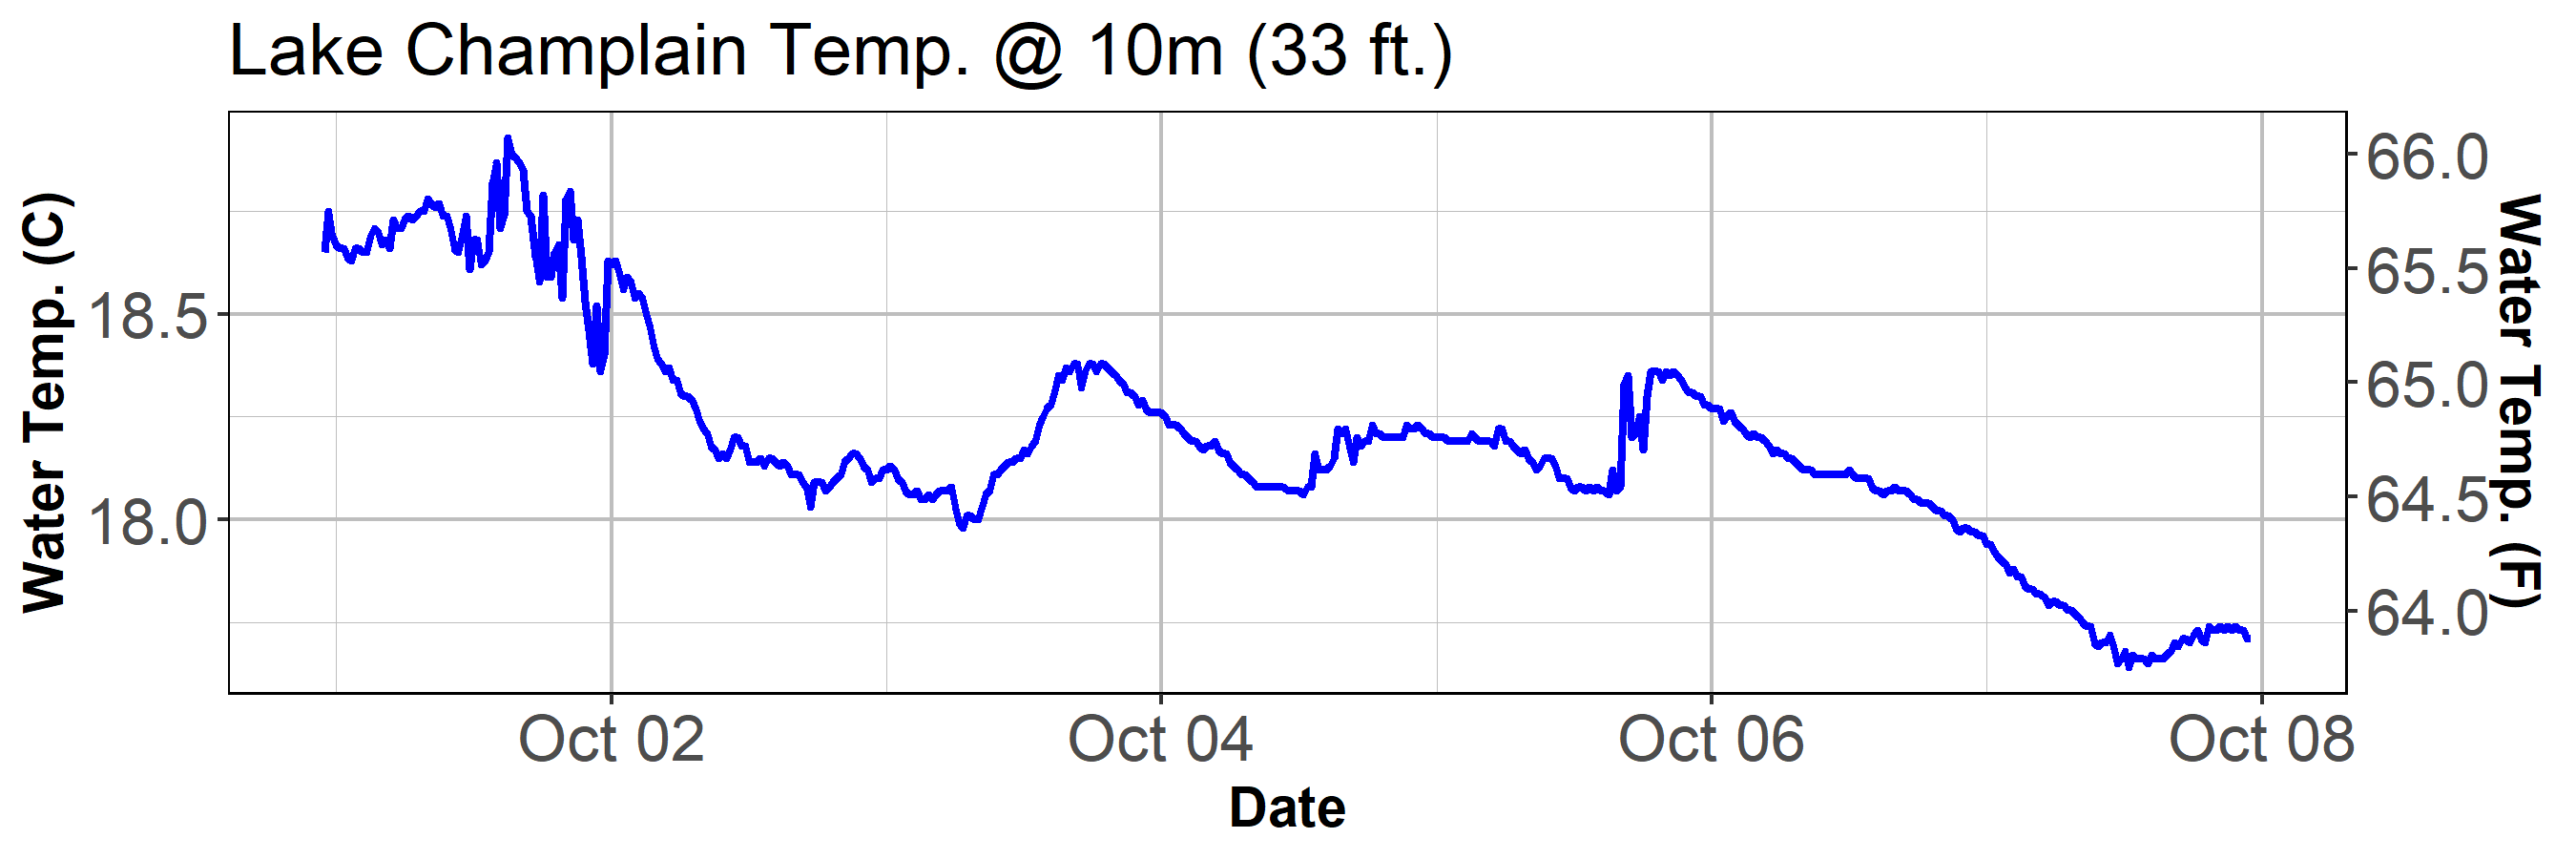 Lake Champlain Temp. @ 10m (33 ft.)
Water Temp. (C)
18.5
18.0
66.0
65.5
65.0
64.5
64.0
Water Temp. (F)
Oct 02
Oct 04
Oct 06
Oct 08
Date